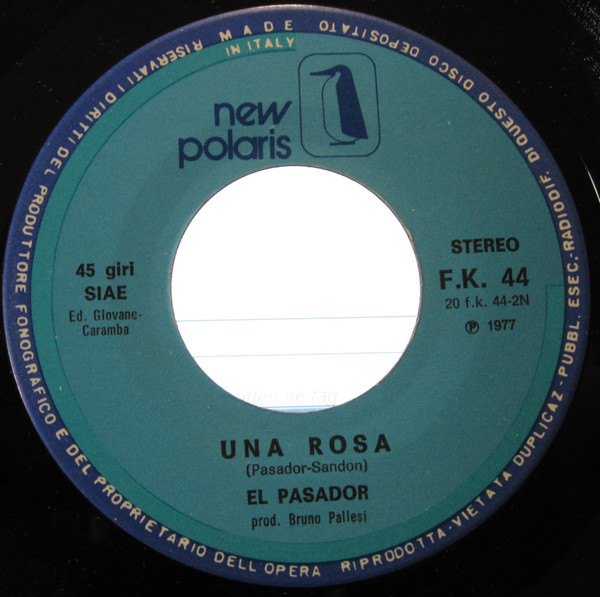 MADE
IN ITALY
new
polaris
45 giri
SIAE
Ed. Giovane-
Caramba
STEREO
F.K. 44
20 f.k. 44-2N
℗ 1977
UNA ROSA
(Pasador-Sandon)
EL PASADOR
prod. Bruno Pallesi
RISERVATI I DIRITTI DEL PRODUTTORE FONOGRAFICO E DEL PROPRIETARIO DELL'OPERA RIPRODOTTA-VIETATA DUPLICAZ-PUBBL. ESEC-RADIODIF. DI QUESTO DISCO DEPOSITATO